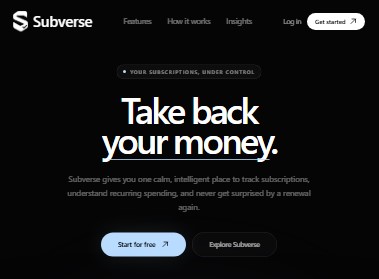 Subverse
Features How it works Insights
Log in Get started
YOUR SUBSCRIPTIONS, UNDER CONTROL
Take back
your money.
Subverse gives you one calm, intelligent place to track subscriptions,
understand recurring spending, and never get surprised by a renewal
again.
Start for free
Explore Subverse